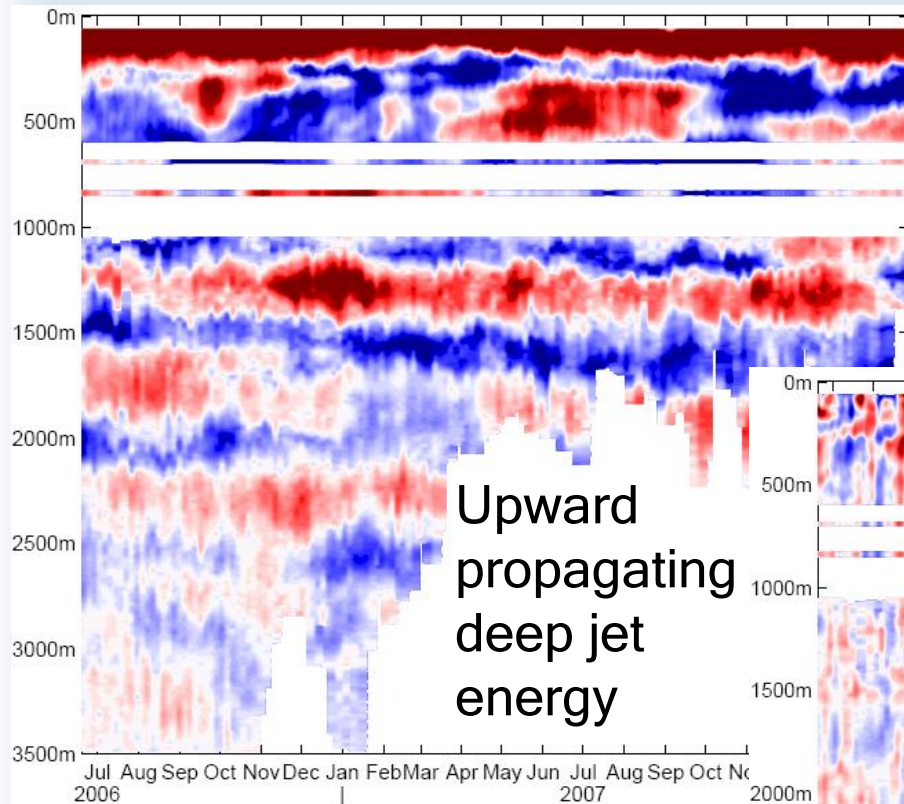 0m
500m
1000m
1500m
2000m
2500m
3000m
3500m
Upward
propagating
deep jet
energy
Jul Aug Sep Oct Nov Dec Jan Feb Mar Apr May Jun Jul Aug Sep Oct
2006 2007
0m
500m
1000m
1500m
2000m